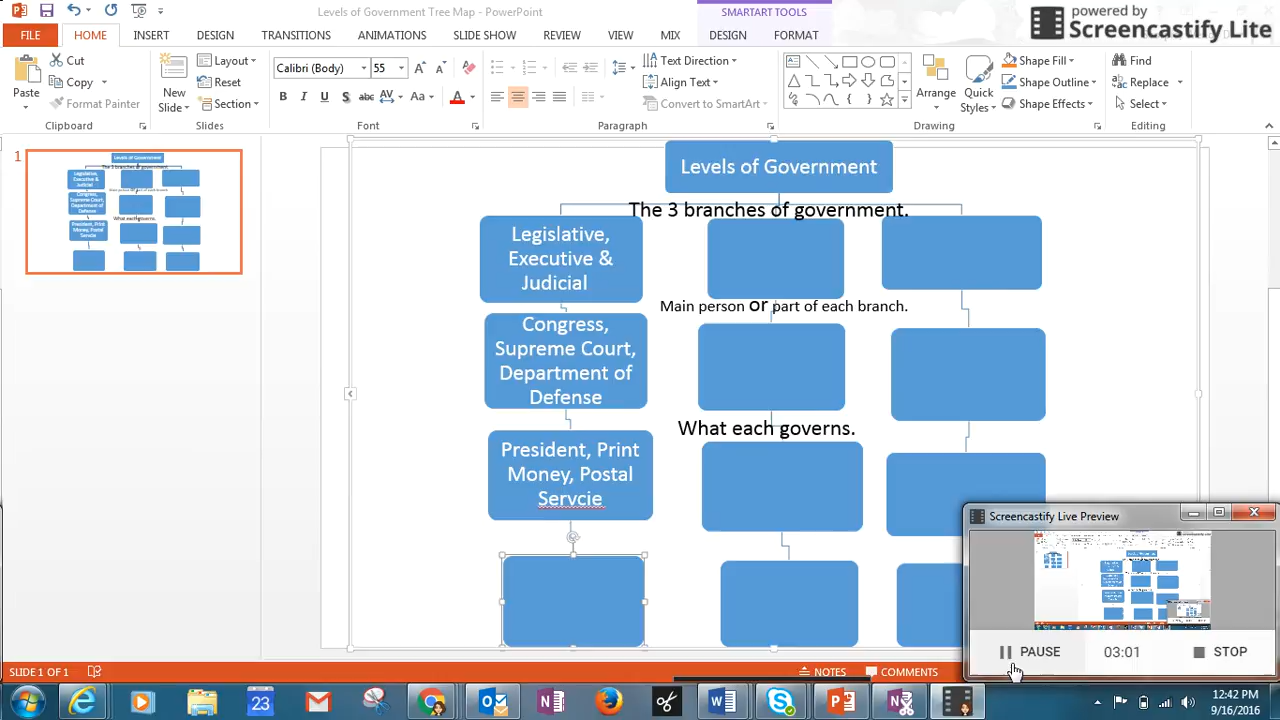 Levels of Government Tree Map - PowerPoint
SMARTART TOOLS
powered by
Screencastify Lite
FILE HOME INSERT DESIGN TRANSITIONS ANIMATIONS SLIDE SHOW REVIEW VIEW MIX DESIGN FORMAT
Paste
Cut
Copy
Format Painter
Clipboard
New
Slide
Layout
Reset
Section
Slides
Calibri (Body) 55
B I U S abc AV Aa A
Font
Text Direction
Align Text
Convert to SmartArt
Paragraph
Arrange
Quick
Styles
Shape Fill
Shape Outline
Shape Effects
Drawing
Find
Replace
Select
Editing
1
Levels of Government
The 3 branches of government.
Legislative,
Executive &
Judicial
Main person or part of each branch.
Congress,
Supreme Court,
Department of
Defense
What each governs.
President, Print
Money, Postal
Servcie
Screencastify Live Preview
PAUSE 03:01 STOP
SLIDE 1 OF 1 NOTES COMMENTS
23
12:42 PM
9/16/2016